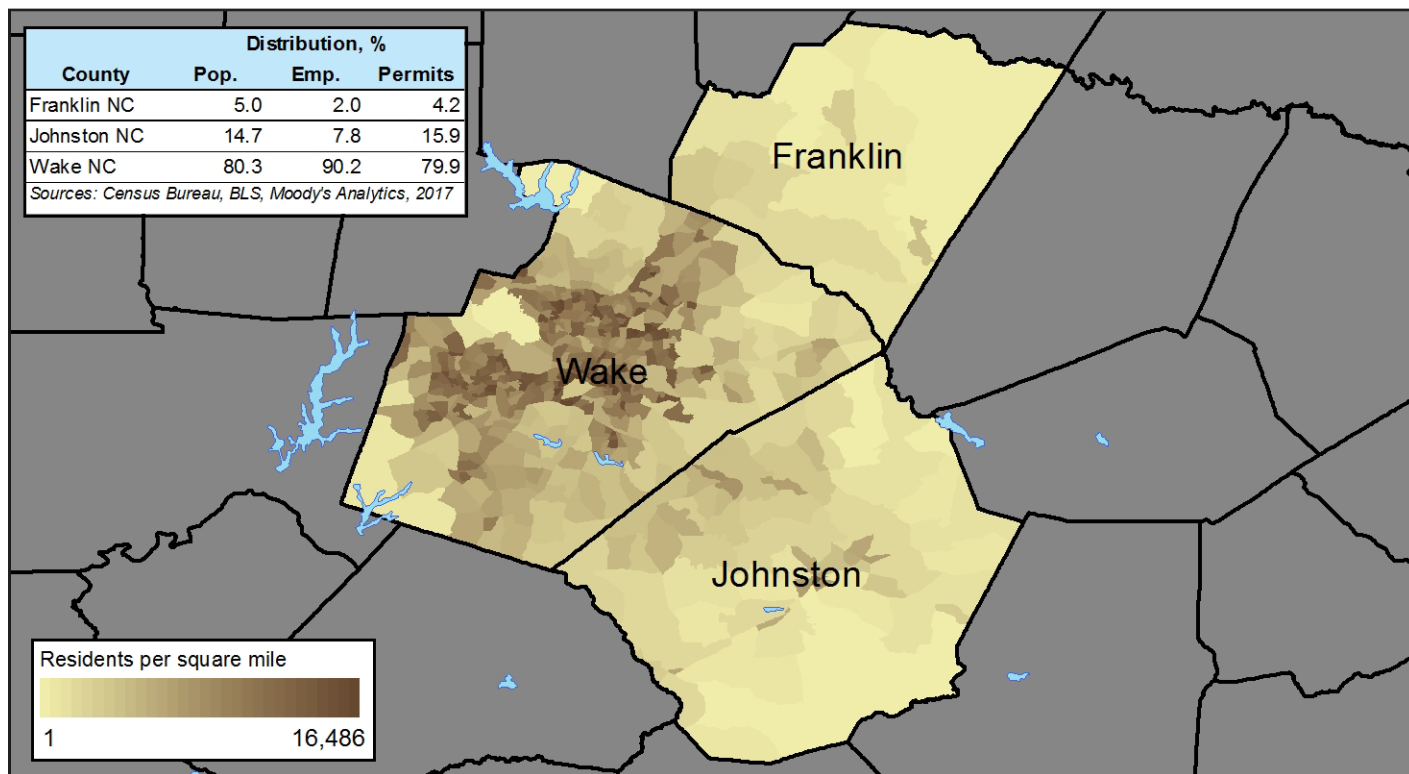 Distribution, %
County Pop. Emp. Permits
Franklin NC 5.0 2.0 4.2
Johnston NC 14.7 7.8 15.9
Wake NC 80.3 90.2 79.9
Sources: Census Bureau, BLS, Moody's Analytics, 2017
Franklin
Wake
Johnston
Residents per square mile
1 16,486